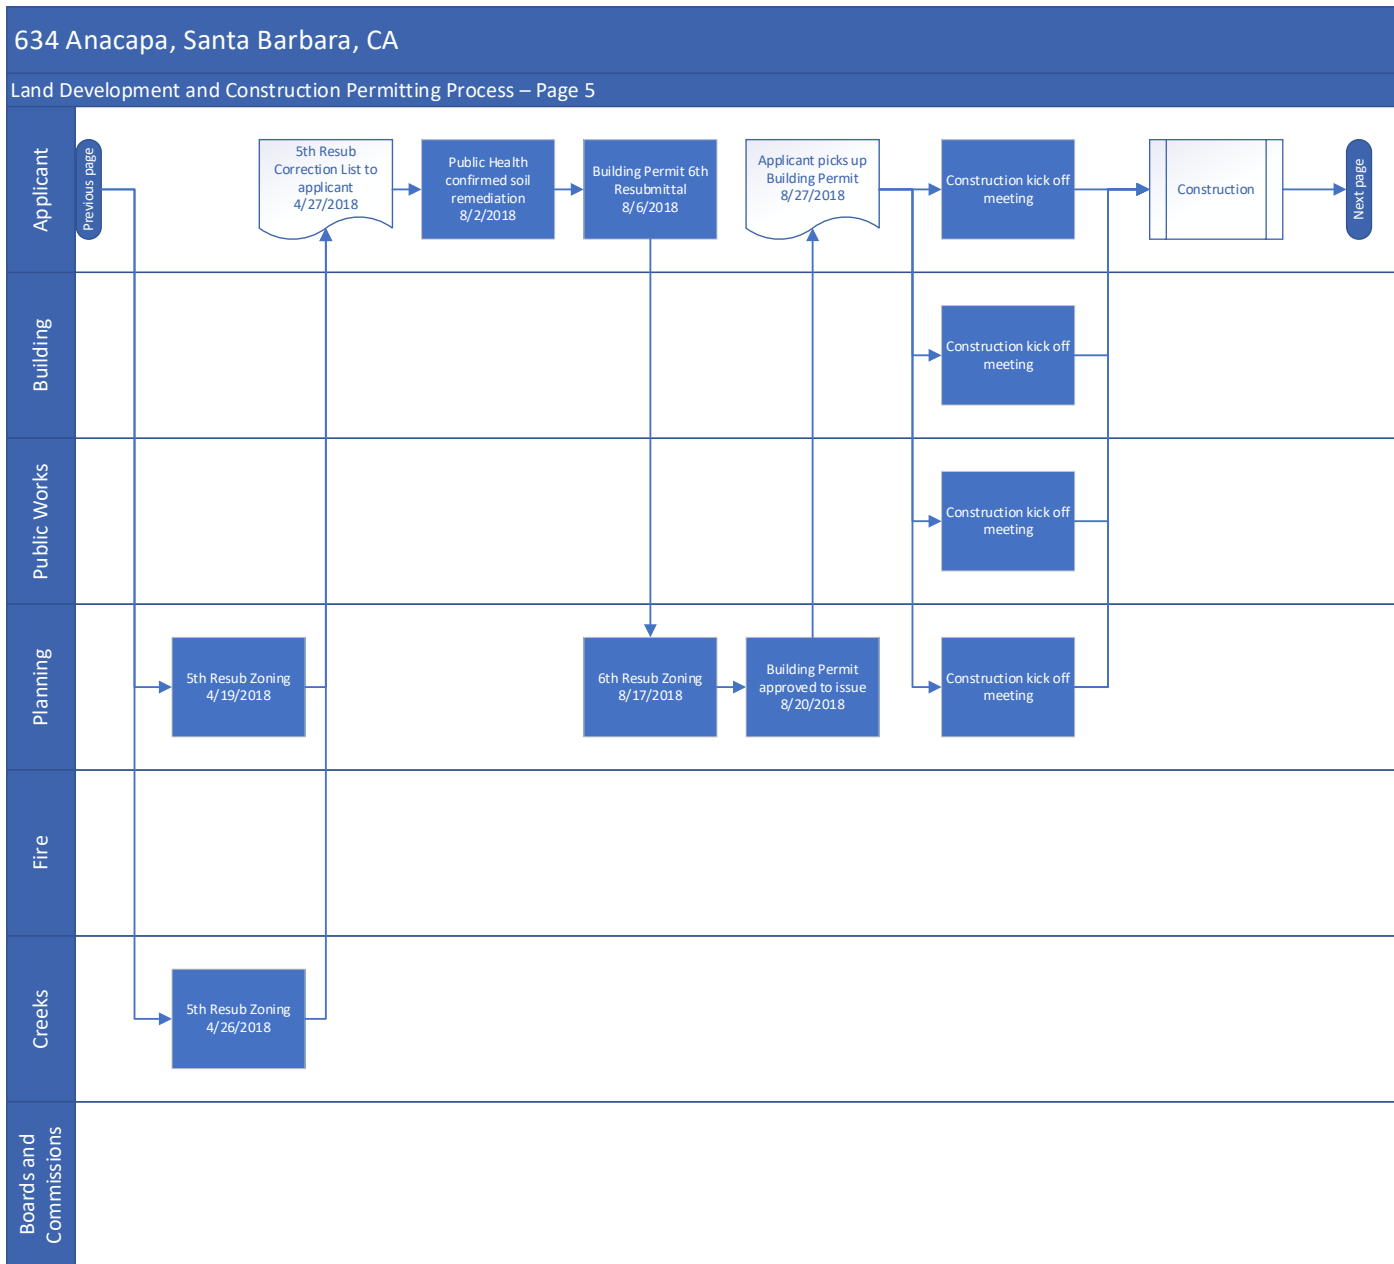 634 Anacapa, Santa Barbara, CA
Land Development and Construction Permitting Process – Page 5
Applicant
Previous page
5th Resub
Correction List to
applicant
4/27/2018
Public Health
confirmed soil
remediation
8/2/2018
Building Permit 6th
Resubmittal
8/6/2018
Applicant picks up
Building Permit
8/27/2018
Construction kick off
meeting
Construction
Next page
Building
Construction kick off
meeting
Public Works
Construction kick off
meeting
Planning
5th Resub Zoning
4/19/2018
6th Resub Zoning
8/17/2018
Building Permit
approved to issue
8/20/2018
Construction kick off
meeting
Fire
Creeks
5th Resub Zoning
4/26/2018
Boards and
Commissions